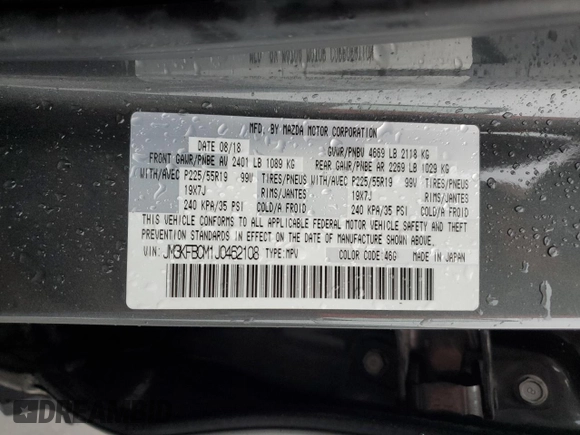 MFD. BY MAZDA MOTOR CORPORATION
DATE 08/18 GVWR/PNBV 4669 LB 2118 KG
FRONT GAWR/PNBE AV 2401 LB 1089 KG REAR GAWR/PNBE AR 2269 LB 1029 KG
WITH/AVEC P225/55R19 99V TIRES/PNEUS WITH/AVEC P225/55R19 99V TIRES/PNEUS
19X7J RIMS/JANTES 19X7J RIMS/JANTES
240 KPA/35 PSI COLD/A FROID 240 KPA/35 PSI COLD/A FROID
THIS VEHICLE CONFORMS TO ALL APPLICABLE FEDERAL MOTOR VEHICLE SAFETY AND THEFT
PREVENTION STANDARDS IN EFFECT ON THE DATE OF MANUFACTURE SHOWN ABOVE.
VIN: JM3KFBCM1J0462108 TYPE: MPV COLOR CODE: 46G MADE IN JAPAN
DREAMBID